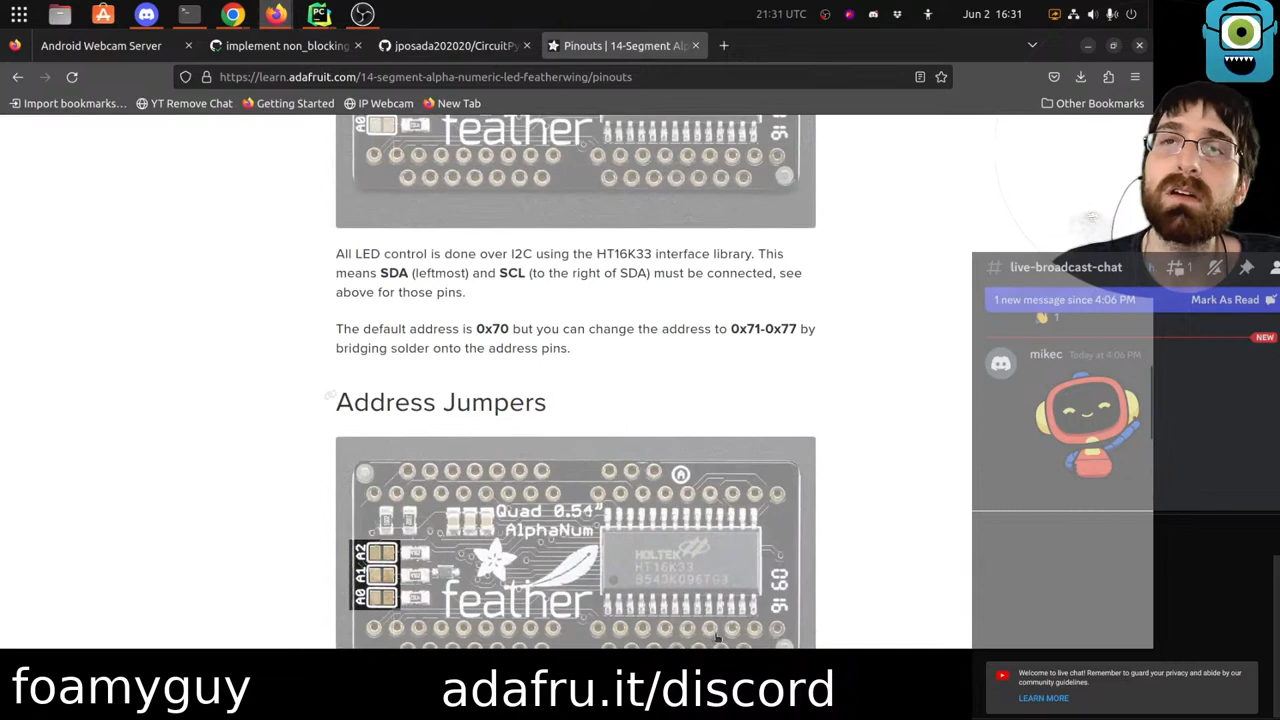 21:31 UTC
Jun 2 16:31
Android Webcam Server
implement non_blocking
jposada202020/CircuitPy
Pinouts | 14-Segment Al
https://learn.adafruit.com/14-segment-alpha-numeric-led-featherwing/pinouts
Import bookmarks...
YT Remove Chat
Getting Started
IP Webcam
New Tab
Other Bookmarks
A0
feather
All LED control is done over I2C using the HT16K33 interface library. This
means SDA (leftmost) and SCL (to the right of SDA) must be connected, see
above for those pins.
The default address is 0x70 but you can change the address to 0x71-0x77 by
bridging solder onto the address pins.
Address Jumpers
Quad 0.54"
AlphaNum
A2
A1
A0
feather
HOLTEK
HT16K33
B543K096TG3
# live-broadcast-chat
1
1 new message since 4:06 PM
Mark As Read
1
NEW
mikec Today at 4:06 PM
Welcome to live chat! Remember to guard your privacy and abide by our
community guidelines.
LEARN MORE
foamyguy
adafru.it/discord